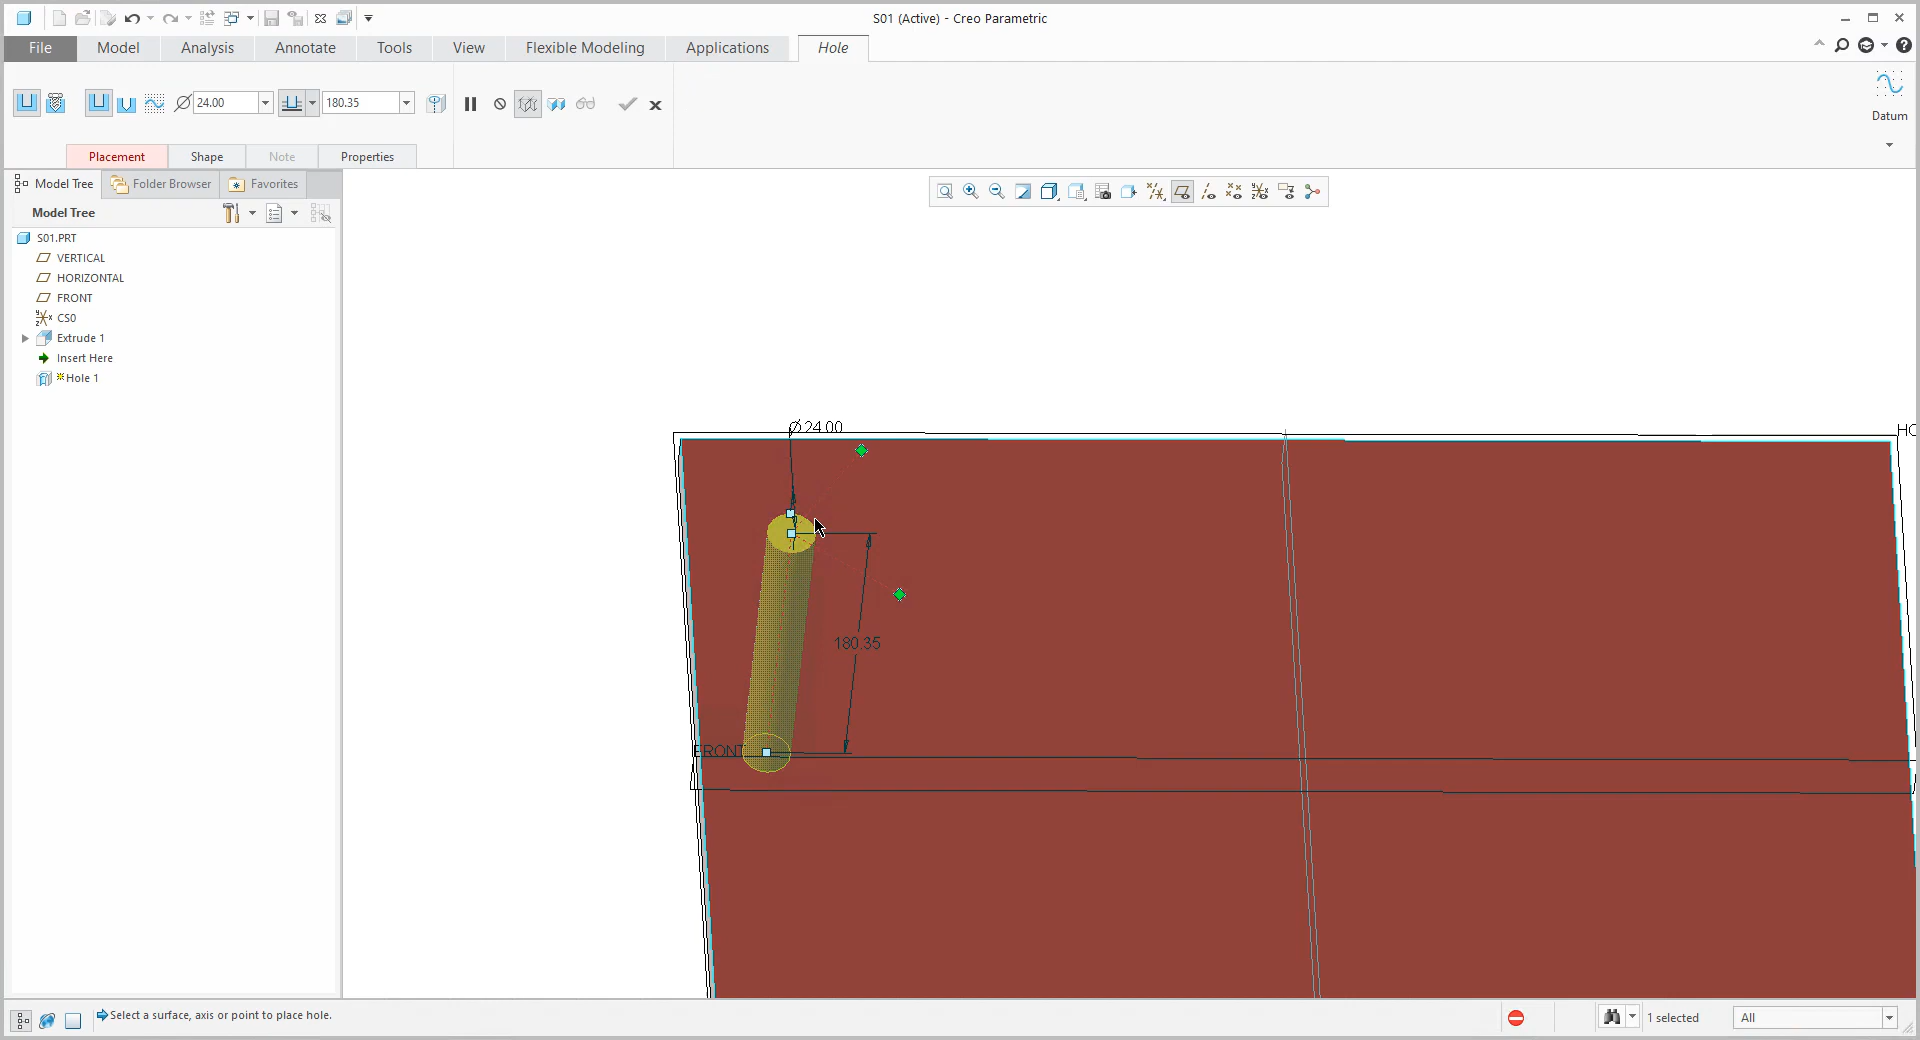 S01 (Active) - Creo Parametric
File Model Analysis Annotate Tools View Flexible Modeling Applications Hole
24.00 180.35
Datum
Placement Shape Note Properties
Model Tree Folder Browser Favorites
Model Tree
S01.PRT
VERTICAL
HORIZONTAL
FRONT
CS0
Extrude 1
Insert Here
Hole 1
Ø24.00
HO
180.35
FRONT
Select a surface, axis or point to place hole.
1 selected
All